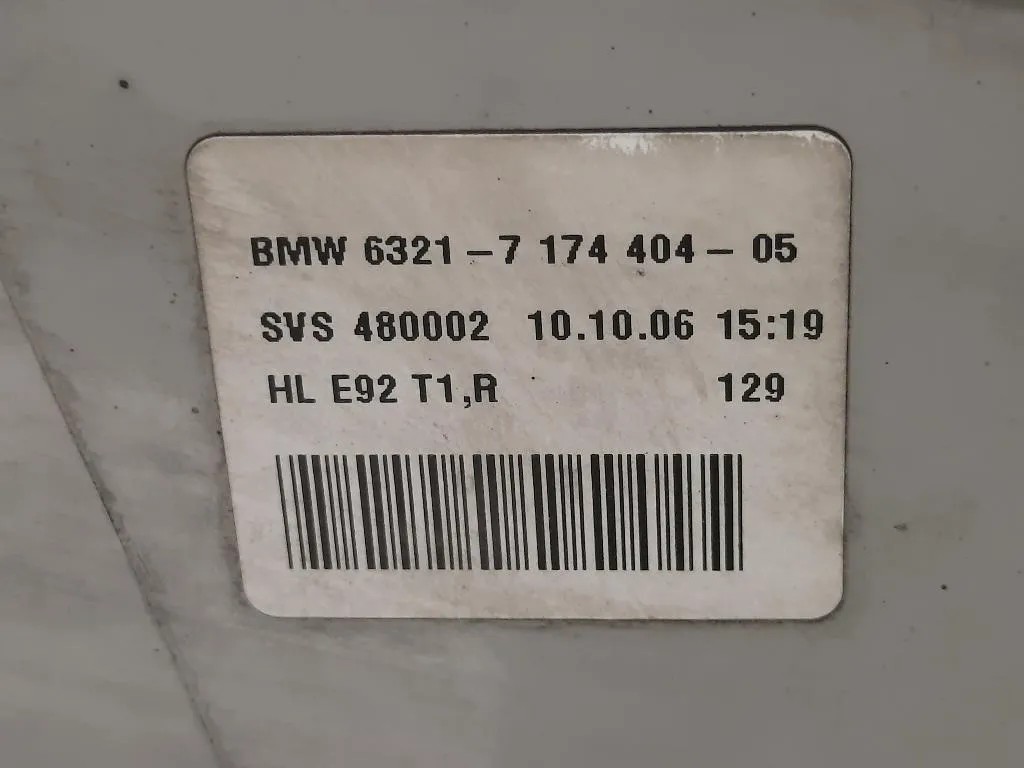 BMW 6321-7 174 404-05
SVS 480002 10.10.06 15:19
HL E92 T1,R 129